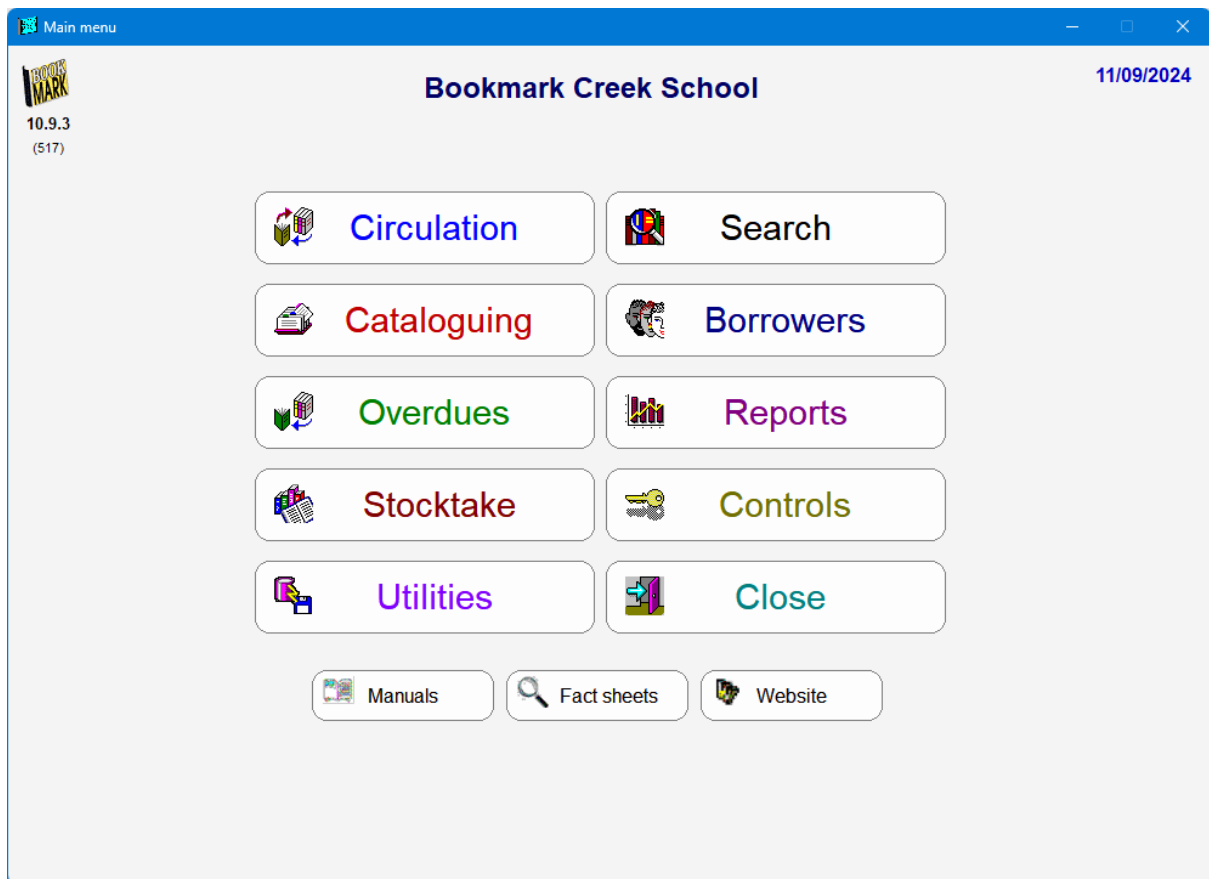 Main menu
BOOK
MARK
Bookmark Creek School
11/09/2024
10.9.3
(517)
Circulation
Search
Cataloguing
Borrowers
Overdues
Reports
Stocktake
Controls
Utilities
Close
Manuals
Fact sheets
Website